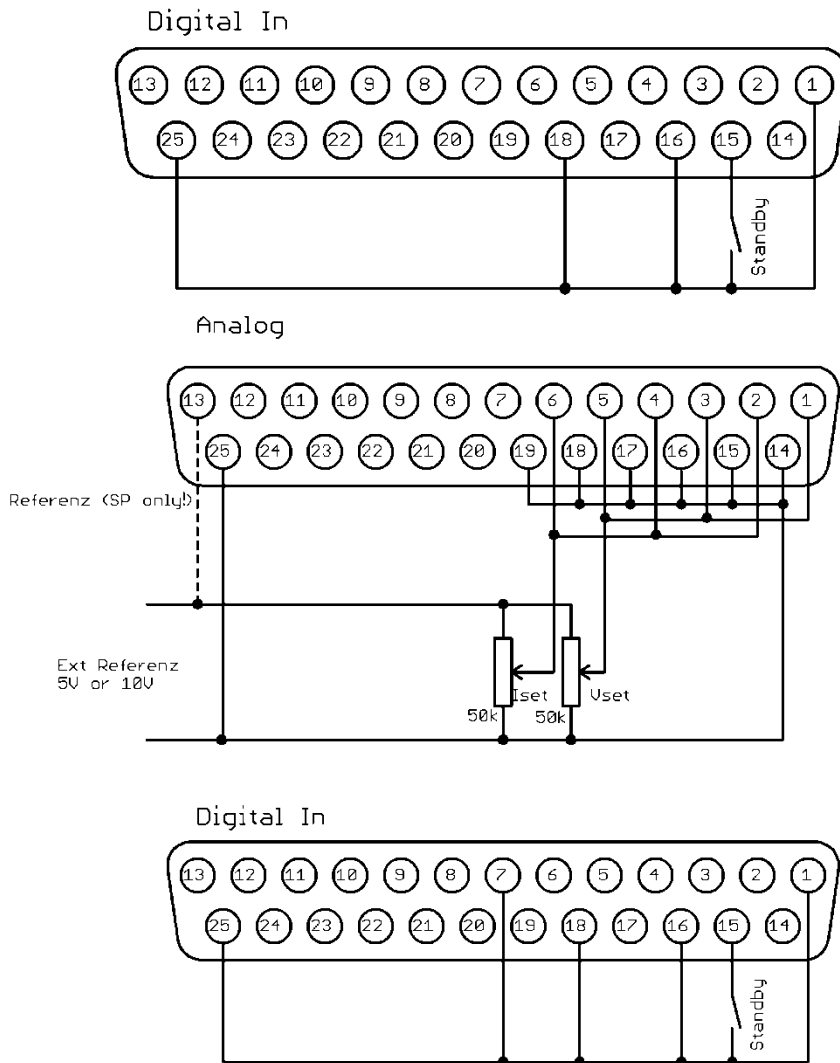 Digital In
13 12 11 10 9 8 7 6 5 4 3 2 1
25 24 23 22 21 20 19 18 17 16 15 14
Standby
Analog
13 12 11 10 9 8 7 6 5 4 3 2 1
25 24 23 22 21 20 19 18 17 16 15 14
Referenz (SP only!)
Ext Referenz
5V or 10V
Iset
Vset
50k
50k
Digital In
13 12 11 10 9 8 7 6 5 4 3 2 1
25 24 23 22 21 20 19 18 17 16 15 14
Standby